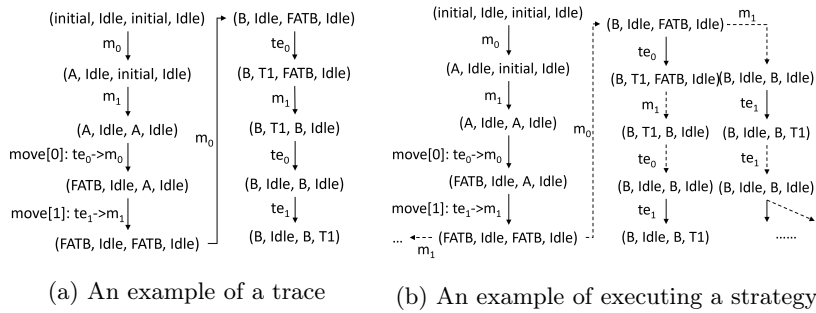 (initial, Idle, initial, Idle)
m0
(A, Idle, initial, Idle)
m1
(A, Idle, A, Idle)
move[0]: te0->m0
(FATB, Idle, A, Idle)
move[1]: te1->m1
(FATB, Idle, FATB, Idle)
m0
(B, Idle, FATB, Idle)
te0
(B, T1, FATB, Idle)
m1
(B, T1, B, Idle)
te0
(B, Idle, B, Idle)
te1
(B, Idle, B, T1)
(a) An example of a trace
(initial, Idle, initial, Idle)
m0
(A, Idle, initial, Idle)
m1
(A, Idle, A, Idle)
move[0]: te0->m0
(FATB, Idle, A, Idle)
move[1]: te1->m1
... (FATB, Idle, FATB, Idle)
m1
m0
(B, Idle, FATB, Idle)
te0
(B, T1, FATB, Idle)
m1
(B, T1, B, Idle)
te0
(B, Idle, B, Idle)
te1
(B, Idle, B, T1)
m1
(B, Idle, B, Idle)
te1
(B, Idle, B, T1)
te1
(B, Idle, B, Idle)
......
(b) An example of executing a strategy